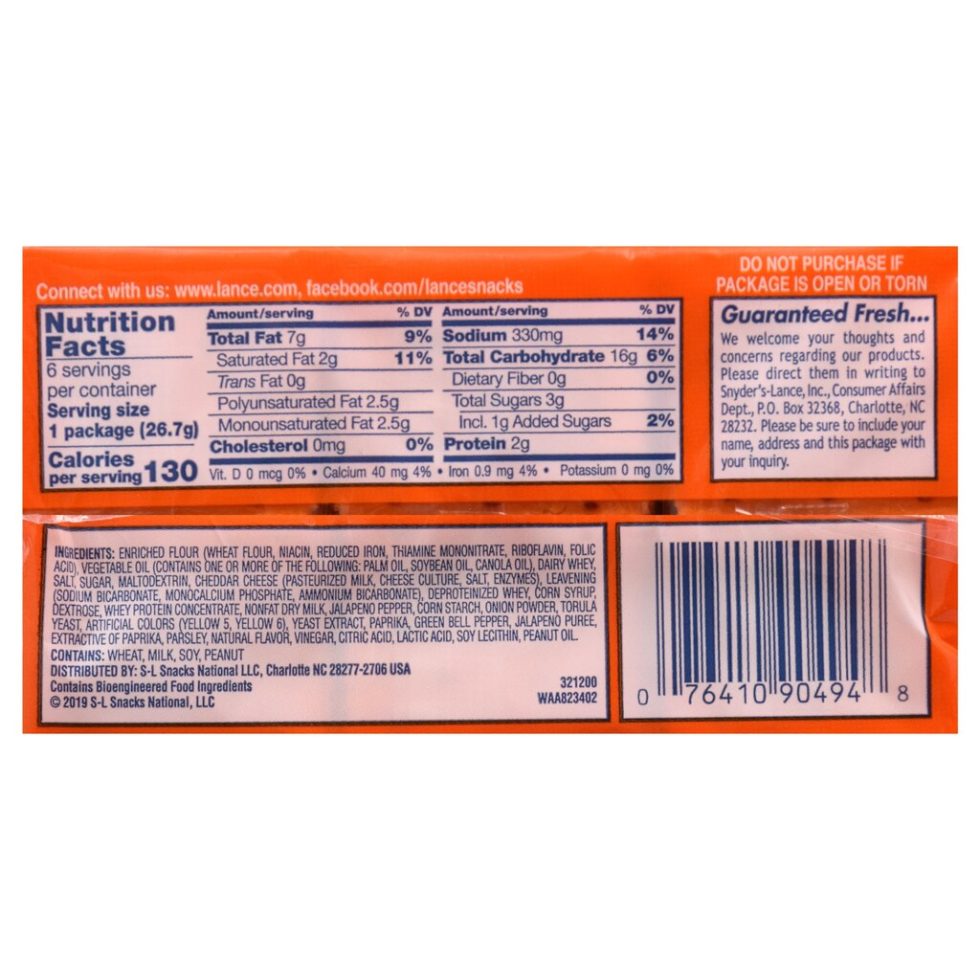 Connect with us: www.lance.com, facebook.com/lancesnacks
DO NOT PURCHASE IF
PACKAGE IS OPEN OR TORN
Nutrition
Facts
6 servings
per container
Serving size
1 package (26.7g)
Calories
per serving 130
Amount/serving % DV
Total Fat 7g 9%
Saturated Fat 2g 11%
Trans Fat 0g
Polyunsaturated Fat 2.5g
Monounsaturated Fat 2.5g
Cholesterol 0mg 0%
Amount/serving % DV
Sodium 330mg 14%
Total Carbohydrate 16g 6%
Dietary Fiber 0g 0%
Total Sugars 3g
Incl. 1g Added Sugars 2%
Protein 2g
Vit. D 0 mcg 0% • Calcium 40 mg 4% • Iron 0.9 mg 4% • Potassium 0 mg 0%
Guaranteed Fresh...
We welcome your thoughts and
concerns regarding our products.
Please direct them in writing to
Snyder's-Lance, Inc., Consumer Affairs
Dept., P.O. Box 32368, Charlotte, NC
28232. Please be sure to include your
name, address and this package with
your inquiry.
INGREDIENTS: ENRICHED FLOUR (WHEAT FLOUR, NIACIN, REDUCED IRON, THIAMINE MONONITRATE, RIBOFLAVIN, FOLIC
ACID), VEGETABLE OIL (CONTAINS ONE OR MORE OF THE FOLLOWING: PALM OIL, SOYBEAN OIL, CANOLA OIL), DAIRY WHEY,
SALT, SUGAR, MALTODEXTRIN, CHEDDAR CHEESE (PASTEURIZED MILK, CHEESE CULTURE, SALT, ENZYMES), LEAVENING
(SODIUM BICARBONATE, MONOCALCIUM PHOSPHATE, AMMONIUM BICARBONATE), DEPROTEINIZED WHEY, CORN SYRUP,
DEXTROSE, WHEY PROTEIN CONCENTRATE, NONFAT DRY MILK, JALAPENO PEPPER, CORN STARCH, ONION POWDER, TORULA
YEAST, ARTIFICIAL COLORS (YELLOW 5, YELLOW 6), YEAST EXTRACT, PAPRIKA, GREEN BELL PEPPER, JALAPENO PUREE,
EXTRACTIVE OF PAPRIKA, PARSLEY, NATURAL FLAVOR, VINEGAR, CITRIC ACID, LACTIC ACID, SOY LECITHIN, PEANUT OIL.
CONTAINS: WHEAT, MILK, SOY, PEANUT
DISTRIBUTED BY: S-L Snacks National LLC, Charlotte NC 28277-2706 USA
Contains Bioengineered Food Ingredients 321200
© 2019 S-L Snacks National, LLC WAA823402
0 76410 90494 8